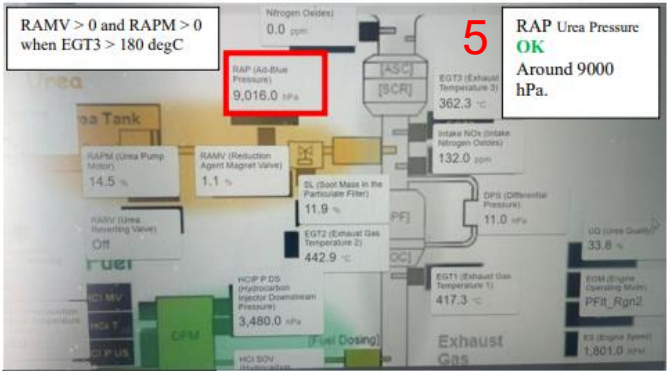 RAMV > 0 and RAPM > 0
when EGT3 > 180 degC
Nitrogen Oxides)
0.0 ppm
5
RAP Urea Pressure
OK
Around 9000
hPa.
Urea
RAP (Ad-Blue
Pressure)
9,016.0 hPa
[ASC]
[SCR]
EGT3 (Exhaust
Temperature 3)
362.3 °C
ea Tank
Intake NOx (Intake
Nitrogen Oxides)
132.0 ppm
RAPM (Urea Pump
Motor)
14.5 %
RAMV (Reduction
Agent Magnet Valve)
1.1 %
SL (Soot Mass in the
Particulate Filter)
11.9 %
DPS (Differential
Pressure)
11.0 hPa
PF]
RARV (Urea
Reverting Valve)
Off
EGT2 (Exhaust Gas
Temperature 2)
442.9 °C
UQ (Urea Quality)
33.8 %
OC]
Fuel
HCIP P DS
(Hydrocarbon
Injector Downstream
Pressure)
3,480.0 hPa
EGT1 (Exhaust Gas
Temperature 1)
417.3 °C
EOM (Engine
Operating Mode)
PFlt_Rgn2
HCI MV
HCI T
DPM
[Fuel Dosing]
Exhaust
Gas
ES (Engine Speed)
1,801.0 RPM
HCI P US
HCI SOV
(Hydrocarbon